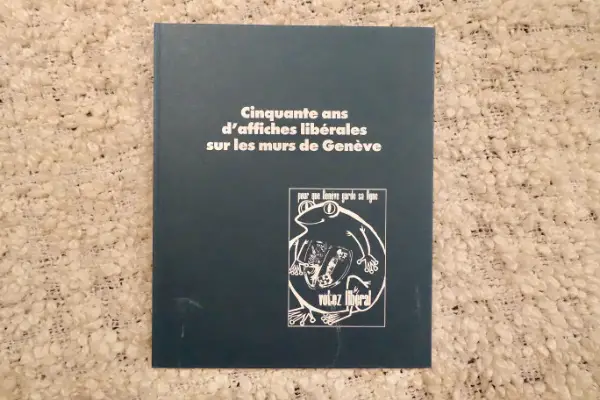 Cinquante ans
d'affiches libérales
sur les murs de Genève
pour que Genève garde sa ligne
votez libéral